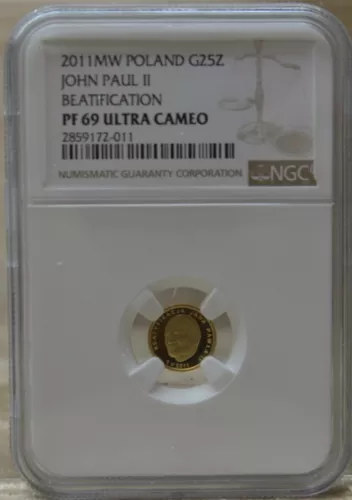 2011MW POLAND G25Z
JOHN PAUL II
BEATIFICATION
PF 69 ULTRA CAMEO
2859172-011
NUMISMATIC GUARANTY CORPORATION
NGC